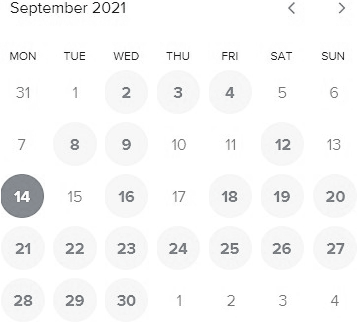 September 2021 < >
MON TUE WED THU FRI SAT SUN
31 1 2 3 4 5 6
7 8 9 10 11 12 13
14 15 16 17 18 19 20
21 22 23 24 25 26 27
28 29 30 1 2 3 4